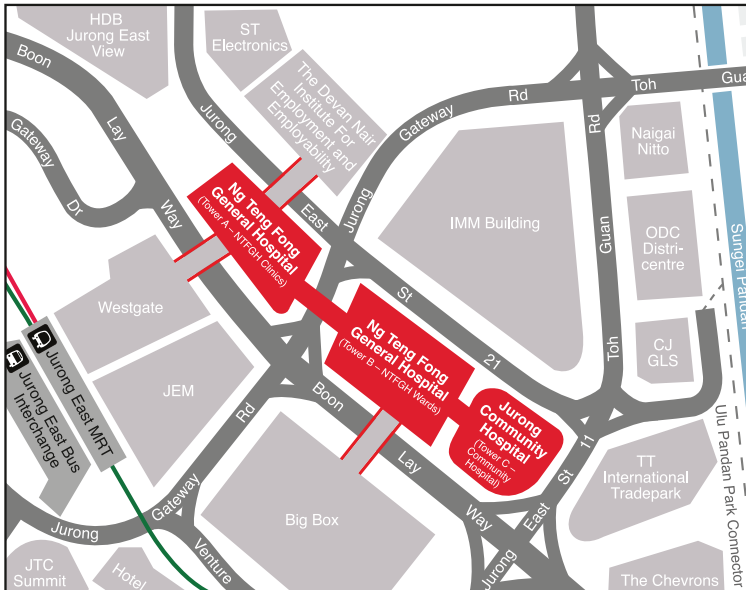 HDB
Jurong East
View
ST
Electronics
The Devan Nair
Institute For
Employment and
Employability
Boon
Lay
Way
Gateway
Dr
Jurong
East
St
21
Jurong
Gateway
Rd
Toh
Gua
Naigai
Nitto
IMM Building
Rd
Guan
Toh
ODC
Distri-
centre
CJ
GLS
Sungei Pandan
Ulu Pandan Park Connector
Ng Teng Fong
General Hospital
(Tower A – NTFGH Clinics)
Westgate
JEM
Jurong East MRT
Jurong East Bus
Interchange
Ng Teng Fong
General Hospital
(Tower B – NTFGH Wards)
Jurong
Community
Hospital
(Tower C –
Community
Hospital)
Boon
Lay
Way
Rd
Gateway
Jurong
Venture
Big Box
Jurong
East
St
11
TT
International
Tradepark
The Chevrons
JTC
Summit
Hotel